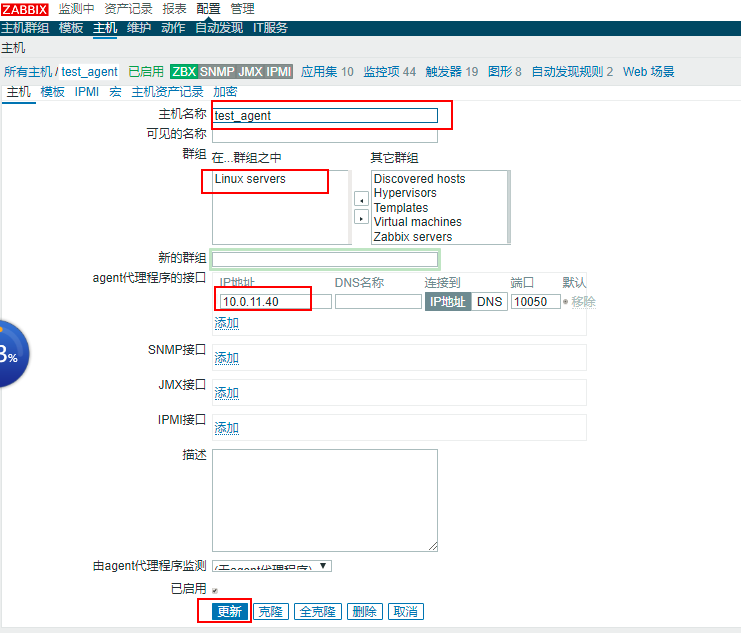 ZABBIX 监测中 资产记录 报表 配置 管理
主机群组 模板 主机 维护 动作 自动发现 IT服务
主机
所有主机 / test_agent 已启用 ZBX SNMP JMX IPMI 应用集 10 监控项 44 触发器 19 图形 8 自动发现规则 2 Web 场景
主机 模板 IPMI 宏 主机资产记录 加密
主机名称 test_agent
可见的名称
群组 在...群组之中 其它群组
Linux servers Discovered hosts
Hypervisors
Templates
Virtual machines
Zabbix servers
新的群组
agent代理程序的接口 IP地址 DNS名称 连接到 端口 默认
10.0.11.40 IP地址 DNS 10050 移除
添加
SNMP接口 添加
JMX接口 添加
IPMI接口 添加
描述
由agent代理程序监测 (无agent代理程序)
已启用
更新 克隆 全克隆 删除 取消